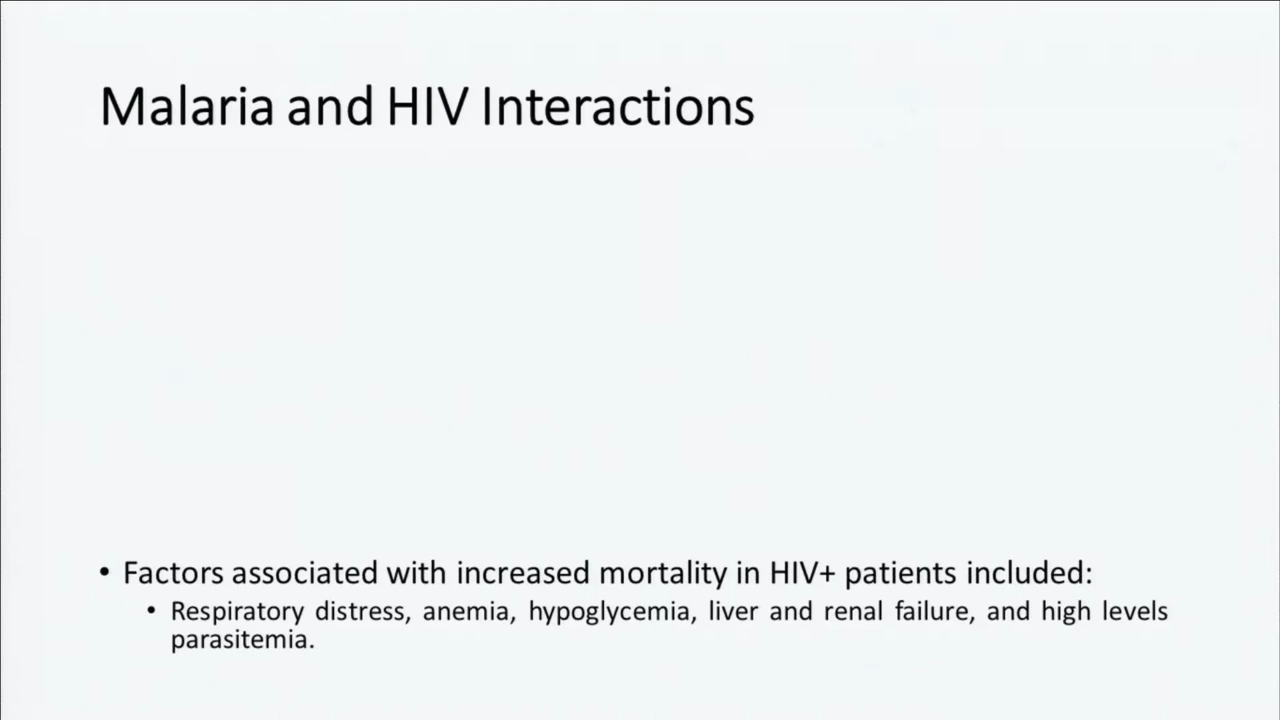 Malaria and HIV Interactions
• Factors associated with increased mortality in HIV+ patients included:
• Respiratory distress, anemia, hypoglycemia, liver and renal failure, and high levels
parasitemia.